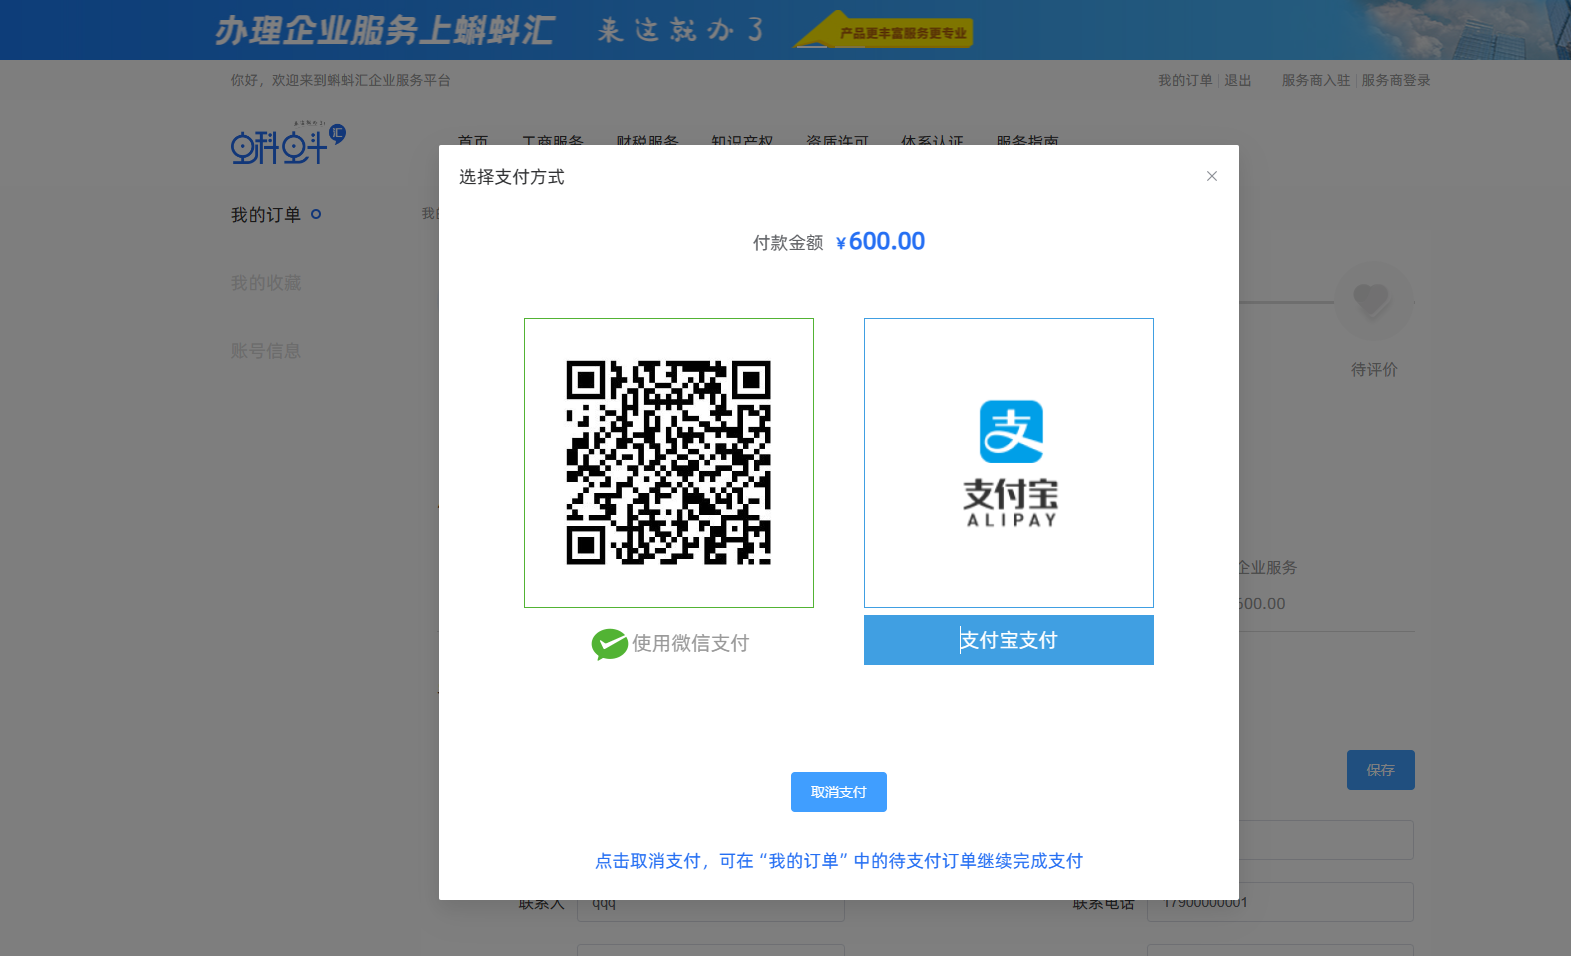 办理企业服务上蝌蚪汇 来这就办了 产品更丰富服务更专业
你好，欢迎来到蝌蚪汇企业服务平台 我的订单 退出 服务商入驻 服务商登录
蝌蚪汇 首页 工商服务 财税服务 知识产权 资质许可 体系认证 服务指南
选择支付方式
我的订单 我
付款金额 ¥600.00
我的收藏
账号信息
待评价
支
支付宝
ALIPAY
企业服务
600.00
使用微信支付 支付宝支付
保存
取消支付
点击取消支付，可在“我的订单”中的待支付订单继续完成支付
联系人 qqq 联系电话 17900000001